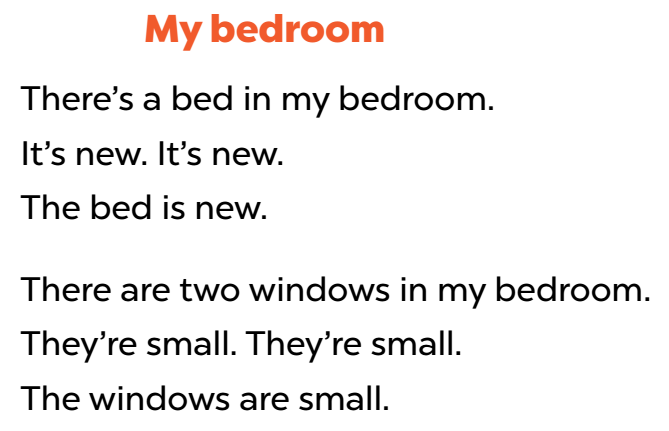 My bedroom
There’s a bed in my bedroom.
It’s new. It’s new.
The bed is new.
There are two windows in my bedroom.
They’re small. They’re small.
The windows are small.